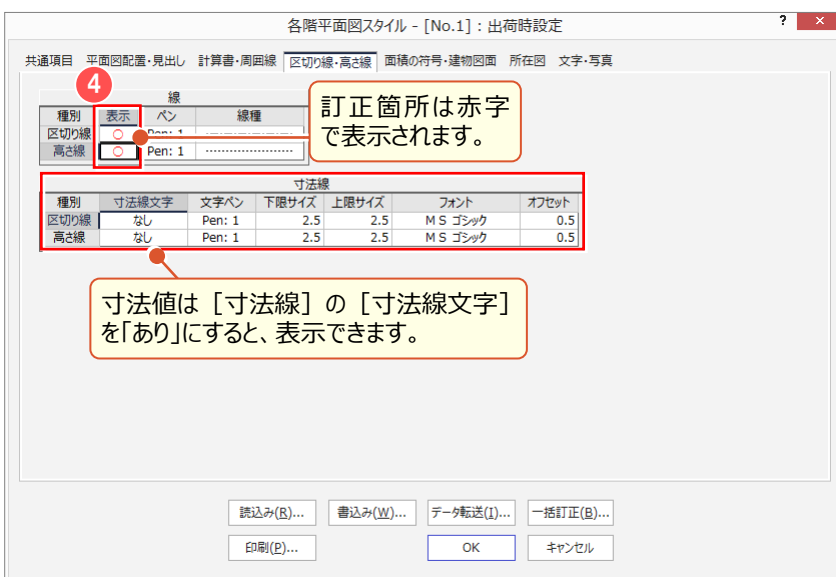 各階平面図スタイル - [No.1]：出荷時設定 ? ×
共通項目 平面図配置・見出し 計算書・周囲線 区切り線・高さ線 面積の符号・建物図面 所在図 文字・写真
4
線
種別 表示 ペン 線種
区切り線 ○ Pen: 1
高さ線 ○ Pen: 1
訂正箇所は赤字
で表示されます。
寸法線
種別 寸法線文字 文字ペン 下限サイズ 上限サイズ フォント オフセット
区切り線 なし Pen: 1 2.5 2.5 ＭＳ ゴシック 0.5
高さ線 なし Pen: 1 2.5 2.5 ＭＳ ゴシック 0.5
寸法値は［寸法線］の［寸法線文字］
を「あり」にすると、表示できます。
読込み(R)... 書込み(W)... データ転送(I)... 一括訂正(B)...
印刷(P)... OK キャンセル